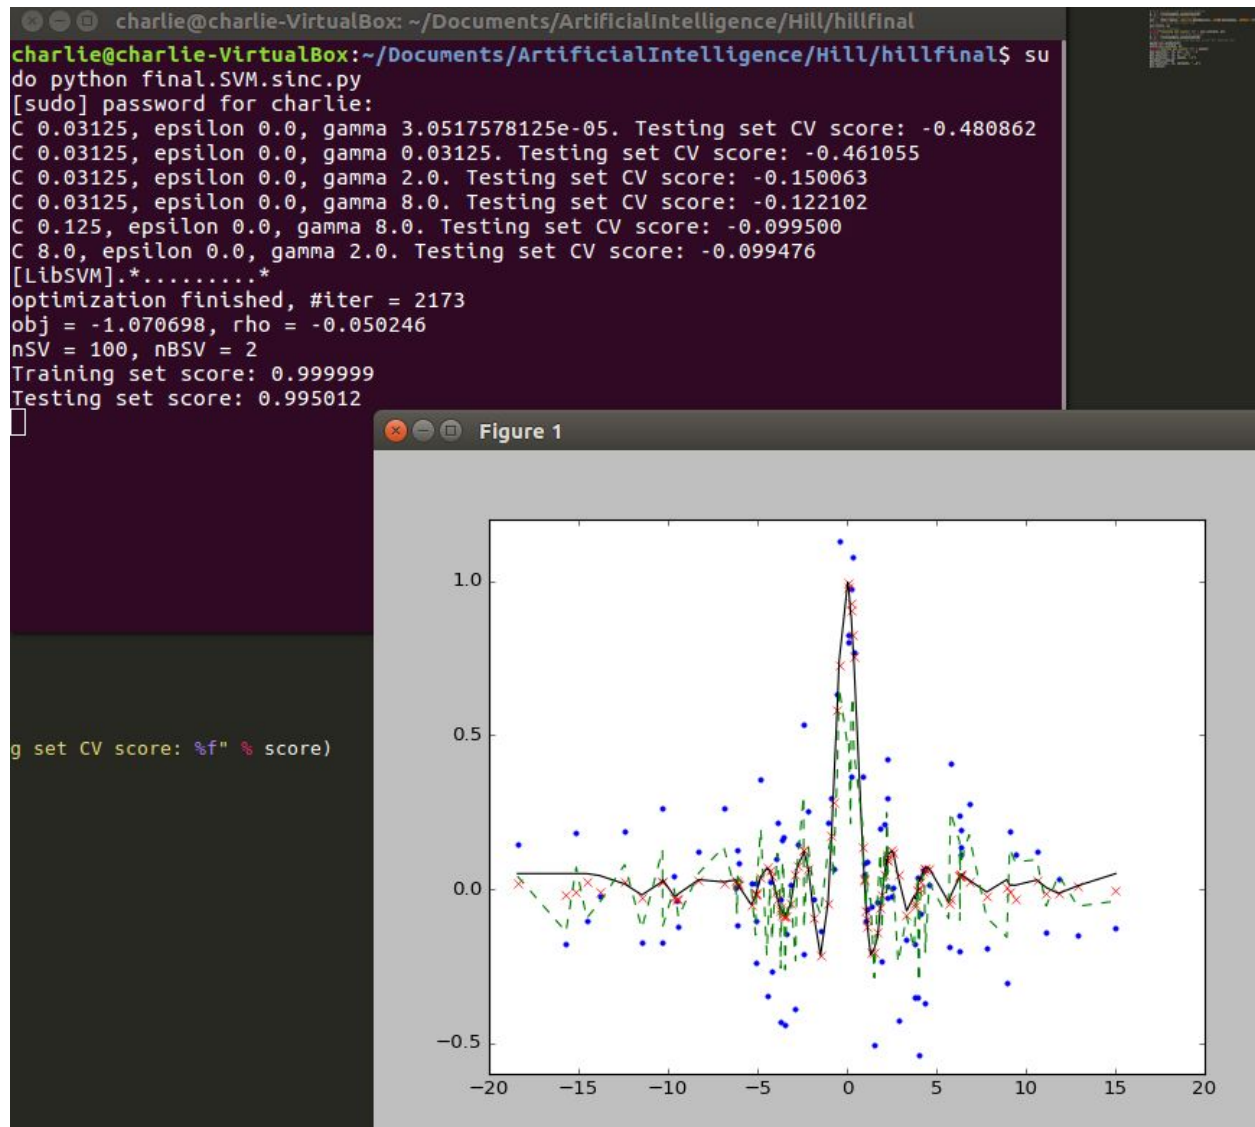 charlie@charlie-VirtualBox: ~/Documents/ArtificialIntelligence/Hill/hillfinal
charlie@charlie-VirtualBox:~/Documents/ArtificialIntelligence/Hill/hillfinal$ su
do python final.SVM.sinc.py
[sudo] password for charlie:
C 0.03125, epsilon 0.0, gamma 3.0517578125e-05. Testing set CV score: -0.480862
C 0.03125, epsilon 0.0, gamma 0.03125. Testing set CV score: -0.461055
C 0.03125, epsilon 0.0, gamma 2.0. Testing set CV score: -0.150063
C 0.03125, epsilon 0.0, gamma 8.0. Testing set CV score: -0.122102
C 0.125, epsilon 0.0, gamma 8.0. Testing set CV score: -0.099500
C 8.0, epsilon 0.0, gamma 2.0. Testing set CV score: -0.099476
[LibSVM].*.........*
optimization finished, #iter = 2173
obj = -1.070698, rho = -0.050246
nSV = 100, nBSV = 2
Training set score: 0.999999
Testing set score: 0.995012
Figure 1
g set CV score: %f" % score)
1.0
0.5
0.0
−0.5
−20 −15 −10 −5 0 5 10 15 20